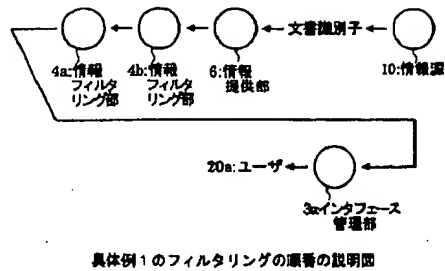 文書識別子
4a:情報
フィルタ
リング部
4b:情報
フィルタ
リング部
6:情報
提供部
10:情報源
20a:ユーザ
3a:インタフェース
管理部
具体例1のフィルタリングの順番の説明図